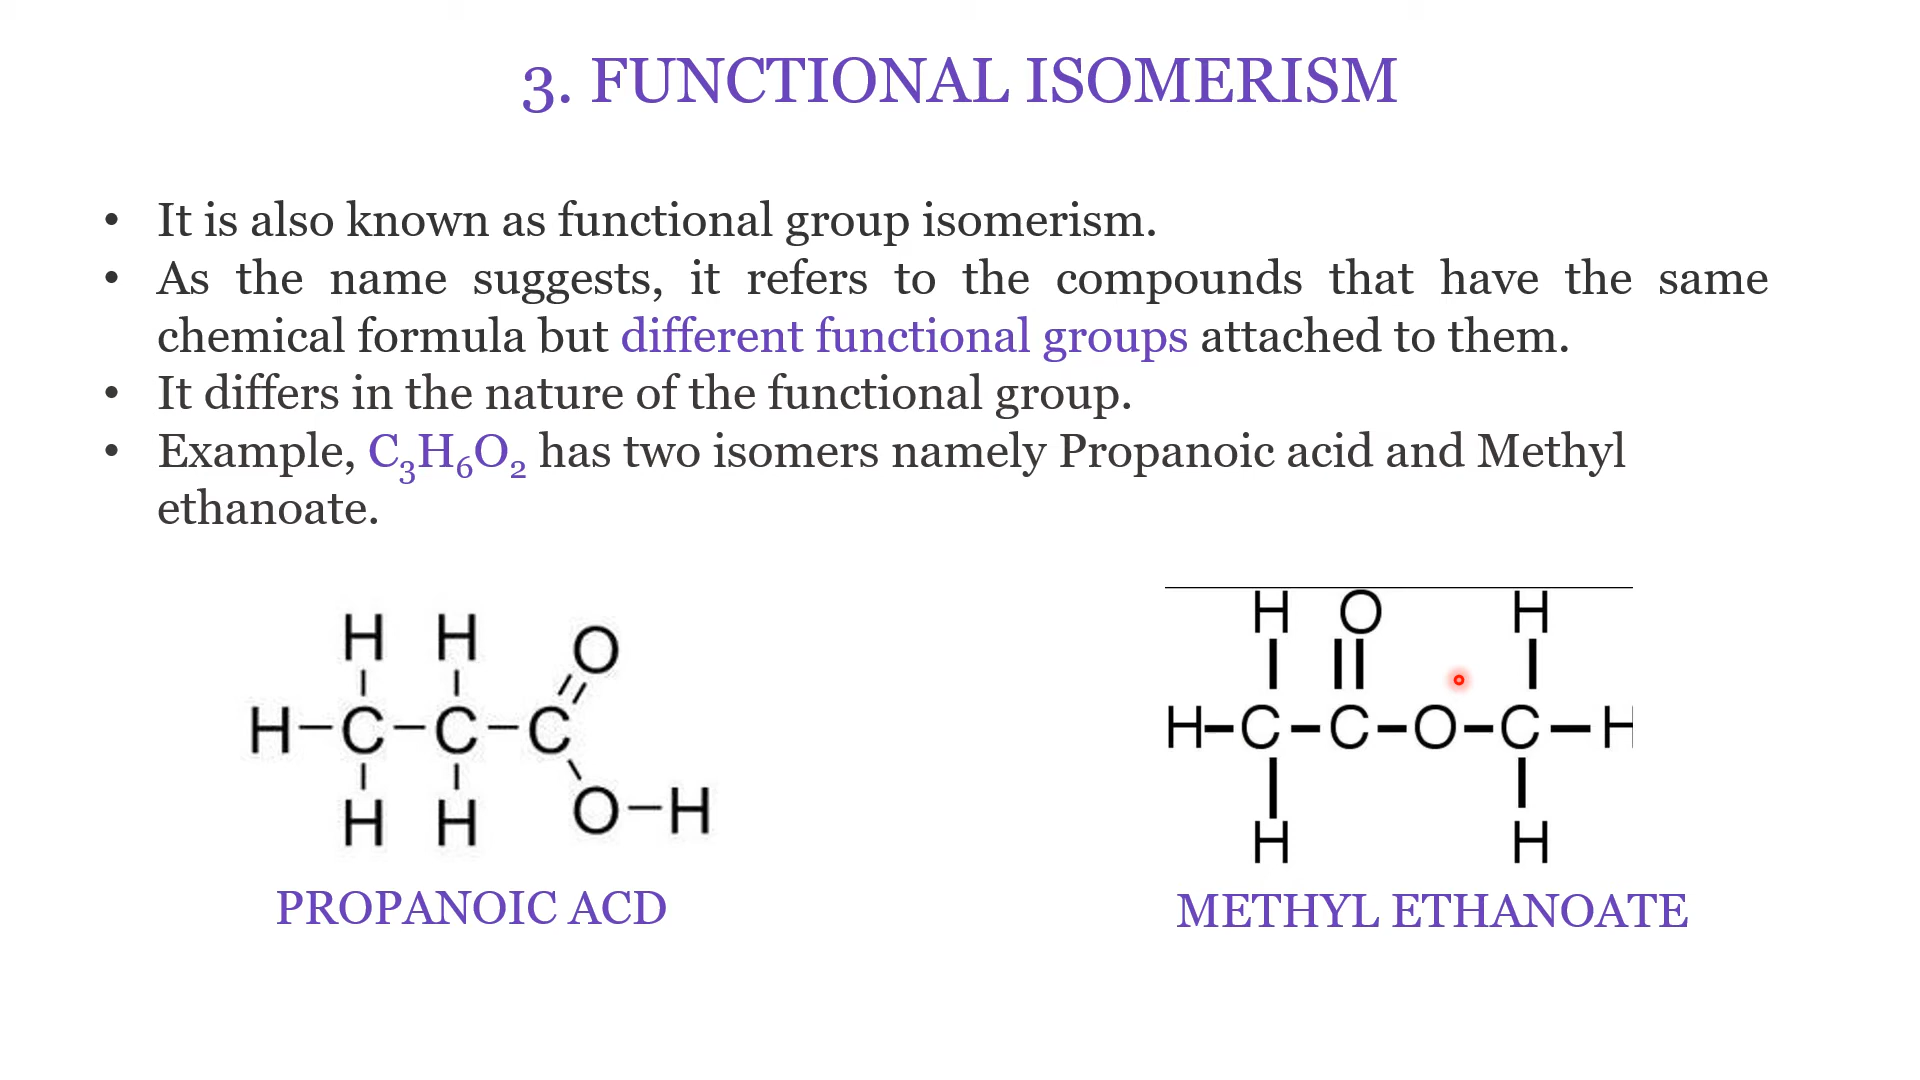 3. FUNCTIONAL ISOMERISM
• It is also known as functional group isomerism.
• As the name suggests, it refers to the compounds that have the same
chemical formula but different functional groups attached to them.
• It differs in the nature of the functional group.
• Example, C₃H₆O₂ has two isomers namely Propanoic acid and Methyl
ethanoate.
H H O
H–C–C–C
H H O–H
PROPANOIC ACD
H O H
H–C–C–O–C–H
H H
METHYL ETHANOATE